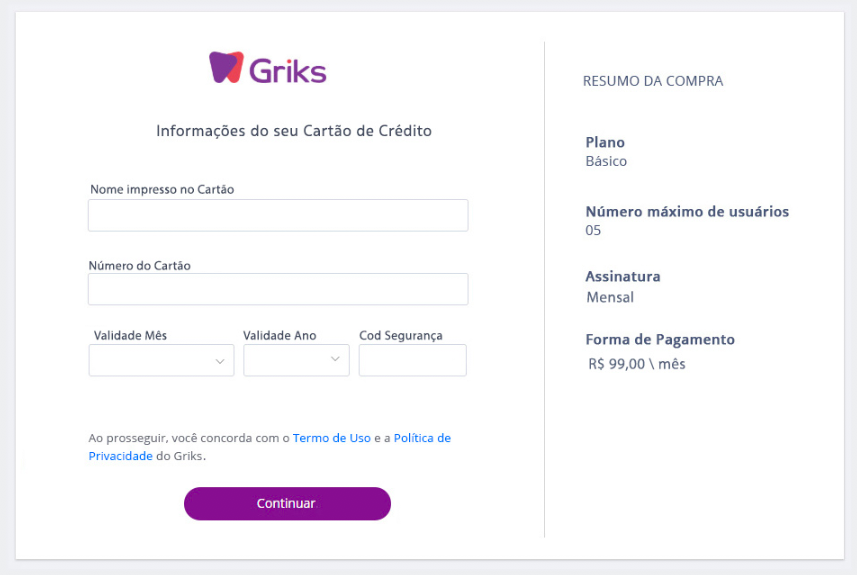 Griks
Informações do seu Cartão de Crédito
Nome impresso no Cartão
Número do Cartão
Validade Mês
Validade Ano
Cod Segurança
Ao prosseguir, você concorda com o Termo de Uso e a Política de
Privacidade do Griks.
Continuar
RESUMO DA COMPRA
Plano
Básico
Número máximo de usuários
05
Assinatura
Mensal
Forma de Pagamento
R$ 99,00 \ mês